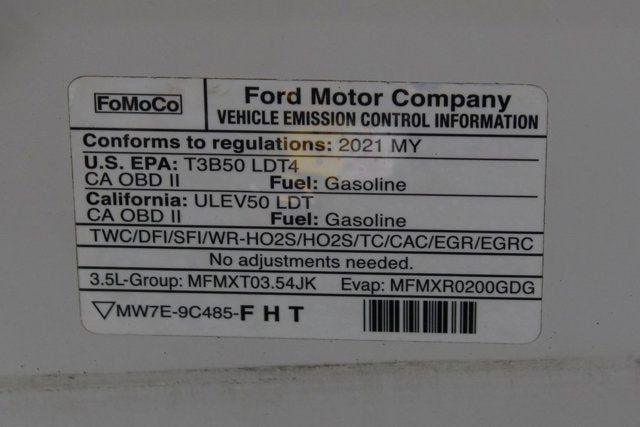 FoMoCo
Ford Motor Company
VEHICLE EMISSION CONTROL INFORMATION
Conforms to regulations: 2021 MY
U.S. EPA: T3B50 LDT4
CA OBD II Fuel: Gasoline
California: ULEV50 LDT
CA OBD II Fuel: Gasoline
TWC/DFI/SFI/WR-HO2S/HO2S/TC/CAC/EGR/EGRC
No adjustments needed.
3.5L-Group: MFMXT03.54JK Evap: MFMXR0200GDG
MW7E-9C485-F H T